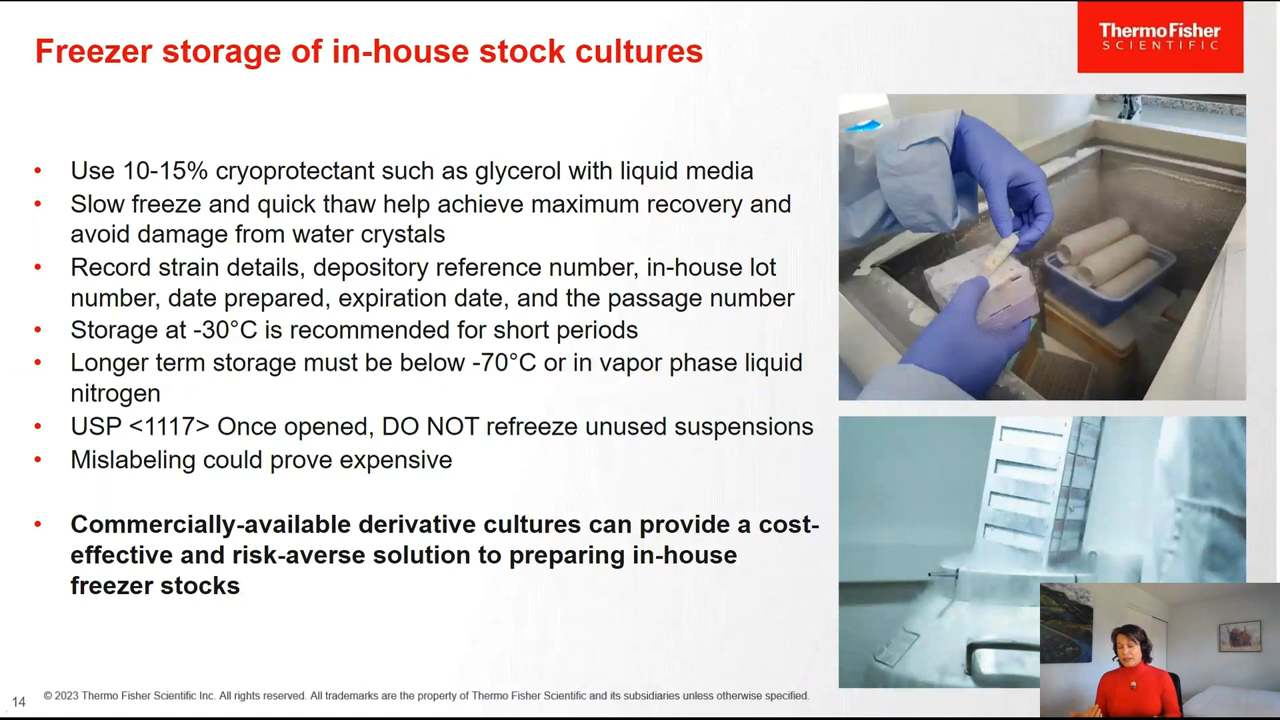 Freezer storage of in-house stock cultures
ThermoFisher
SCIENTIFIC
• Use 10-15% cryoprotectant such as glycerol with liquid media
• Slow freeze and quick thaw help achieve maximum recovery and
avoid damage from water crystals
• Record strain details, depository reference number, in-house lot
number, date prepared, expiration date, and the passage number
• Storage at -30°C is recommended for short periods
• Longer term storage must be below -70°C or in vapor phase liquid
nitrogen
• USP <1117> Once opened, DO NOT refreeze unused suspensions
• Mislabeling could prove expensive
• Commercially-available derivative cultures can provide a cost-
effective and risk-averse solution to preparing in-house
freezer stocks
14
© 2023 Thermo Fisher Scientific Inc. All rights reserved. All trademarks are the property of Thermo Fisher Scientific and its subsidiaries unless otherwise specified.